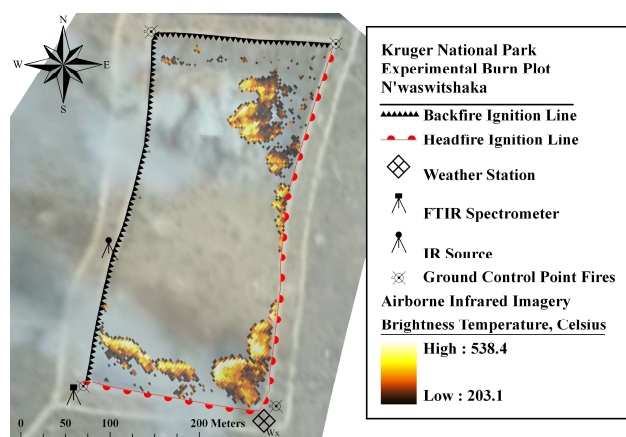 N
W
E
S
0
50
100
200 Meters
Wx
Kruger National Park
Experimental Burn Plot
N'waswitshaka
Backfire Ignition Line
Headfire Ignition Line
Weather Station
FTIR Spectrometer
IR Source
Ground Control Point Fires
Airborne Infrared Imagery
Brightness Temperature, Celsius
High : 538.4
Low : 203.1